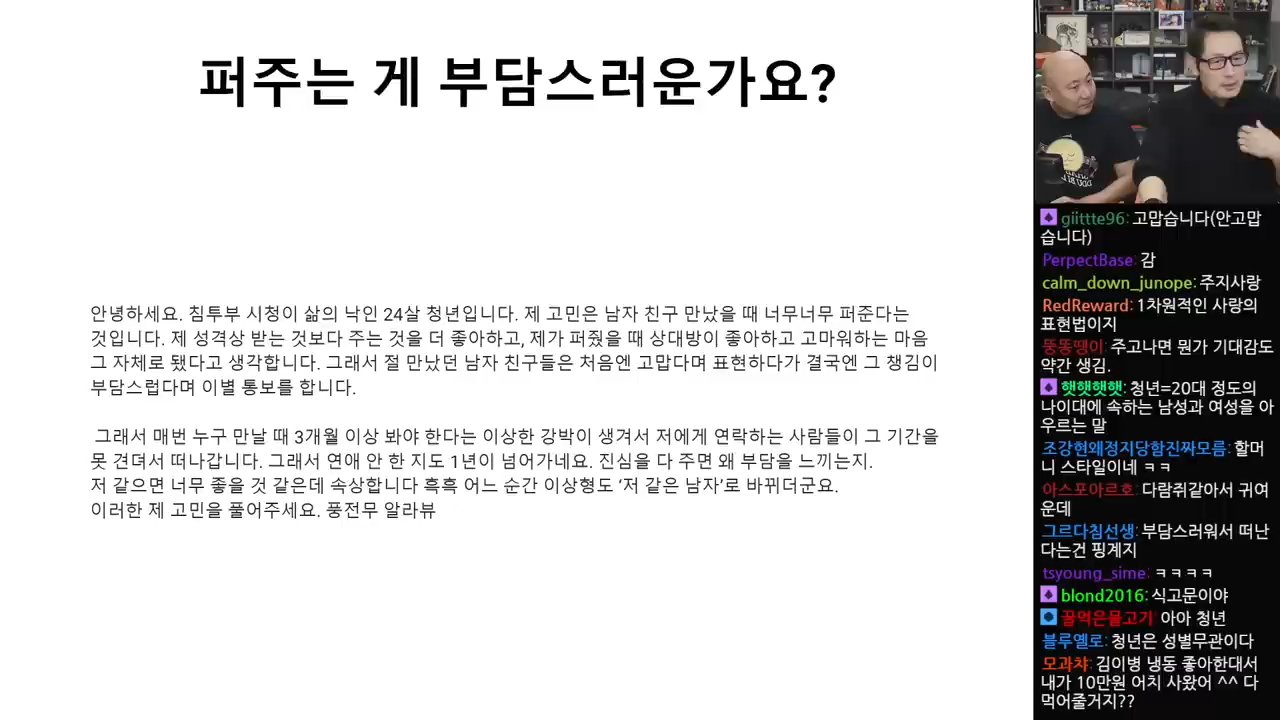 퍼주는 게 부담스러운가요?
안녕하세요. 침투부 시청이 삶의 낙인 24살 청년입니다. 제 고민은 남자 친구 만났을 때 너무너무 퍼준다는
것입니다. 제 성격상 받는 것보다 주는 것을 더 좋아하고, 제가 퍼줬을 때 상대방이 좋아하고 고마워하는 마음
그 자체로 됐다고 생각합니다. 그래서 절 만났던 남자 친구들은 처음엔 고맙다며 표현하다가 결국엔 그 챙김이
부담스럽다며 이별 통보를 합니다.
그래서 매번 누구 만날 때 3개월 이상 봐야 한다는 이상한 강박이 생겨서 저에게 연락하는 사람들이 그 기간을
못 견뎌서 떠나갑니다. 그래서 연애 안 한 지도 1년이 넘어가네요. 진심을 다 주면 왜 부담을 느끼는지.
저 같으면 너무 좋을 것 같은데 속상합니다 흑흑 어느 순간 이상형도 ‘저 같은 남자’로 바뀌더군요.
이러한 제 고민을 풀어주세요. 풍전무 알라뷰
giittte96: 고맙습니다(안고맙
습니다)
PerpectBase: 감
calm_down_junope: 주지사랑
RedReward: 1차원적인 사랑의
표현법이지
뚱똥땡이: 주고나면 뭔가 기대감도
약간 생김.
햇햇햇햇: 청년=20대 정도의
나이대에 속하는 남성과 여성을 아
우르는 말
조강현왜정지당함진짜모름: 할머
니 스타일이네 ㅋㅋ
아스포아르호: 다람쥐같아서 귀여
운데
그르다침선생: 부담스러워서 떠난
다는건 핑계지
tsyoung_sime: ㅋㅋㅋㅋ
blond2016: 식고문이야
꿀먹은물고기: 아아 청년
블루옐로: 청년은 성별무관이다
모과챠: 김이병 냉동 좋아한대서
내가 10만원 어치 사왔어 ^^ 다
먹어줄거지??